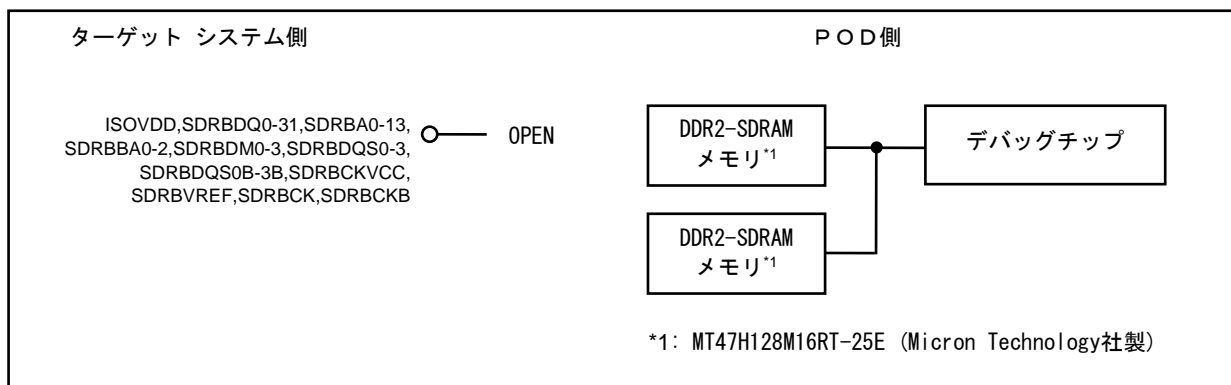 ターゲット システム側
ＰＯＤ側
ISOVDD,SDRBDQ0-31,SDRBA0-13,
SDRBBA0-2,SDRBDM0-3,SDRBDQS0-3,
SDRBDQS0B-3B,SDRBCKVCC,
SDRBVREF,SDRBCK,SDRBCKB
OPEN
DDR2-SDRAM
メモリ*1
デバッグチップ
DDR2-SDRAM
メモリ*1
*1: MT47H128M16RT-25E (Micron Technology社製)